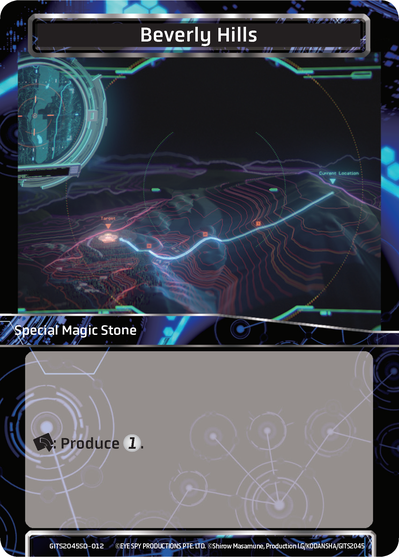 Beverly Hills
Current Location
Target
Special Magic Stone
: Produce 1.
GITS2045SD-012 ©EYE SPY PRODUCTIONS PTE. LTD. ©Shirow Masamune, Production I.G/KODANSHA/GITS2045